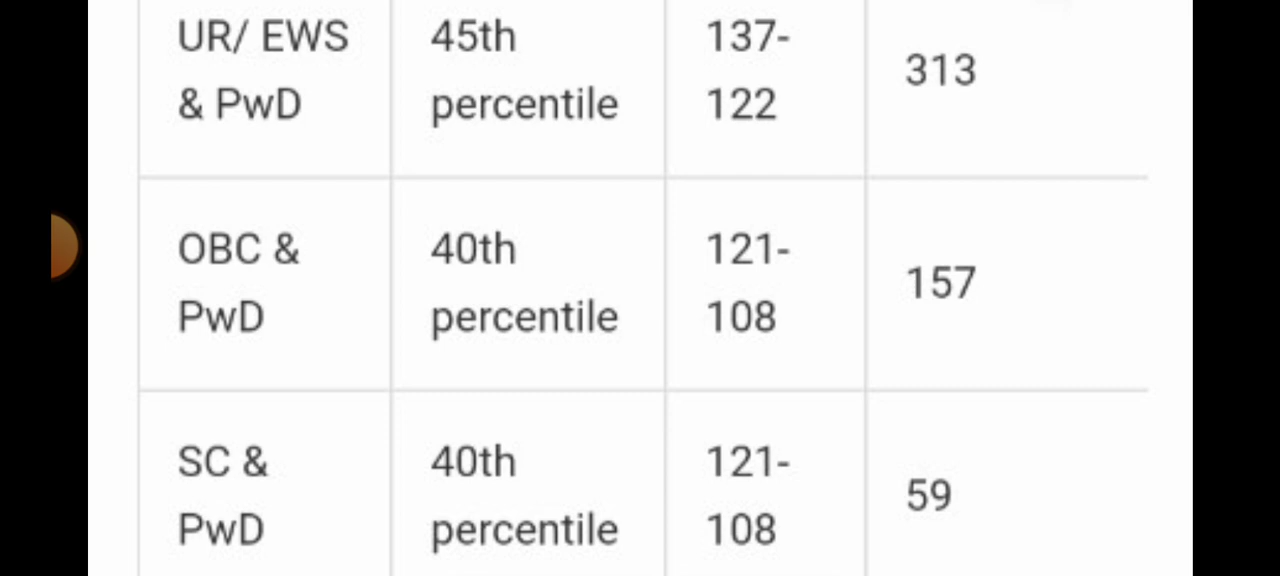 UR/ EWS
& PwD
45th
percentile
137-
122
313
OBC &
PwD
40th
percentile
121-
108
157
SC &
PwD
40th
percentile
121-
108
59